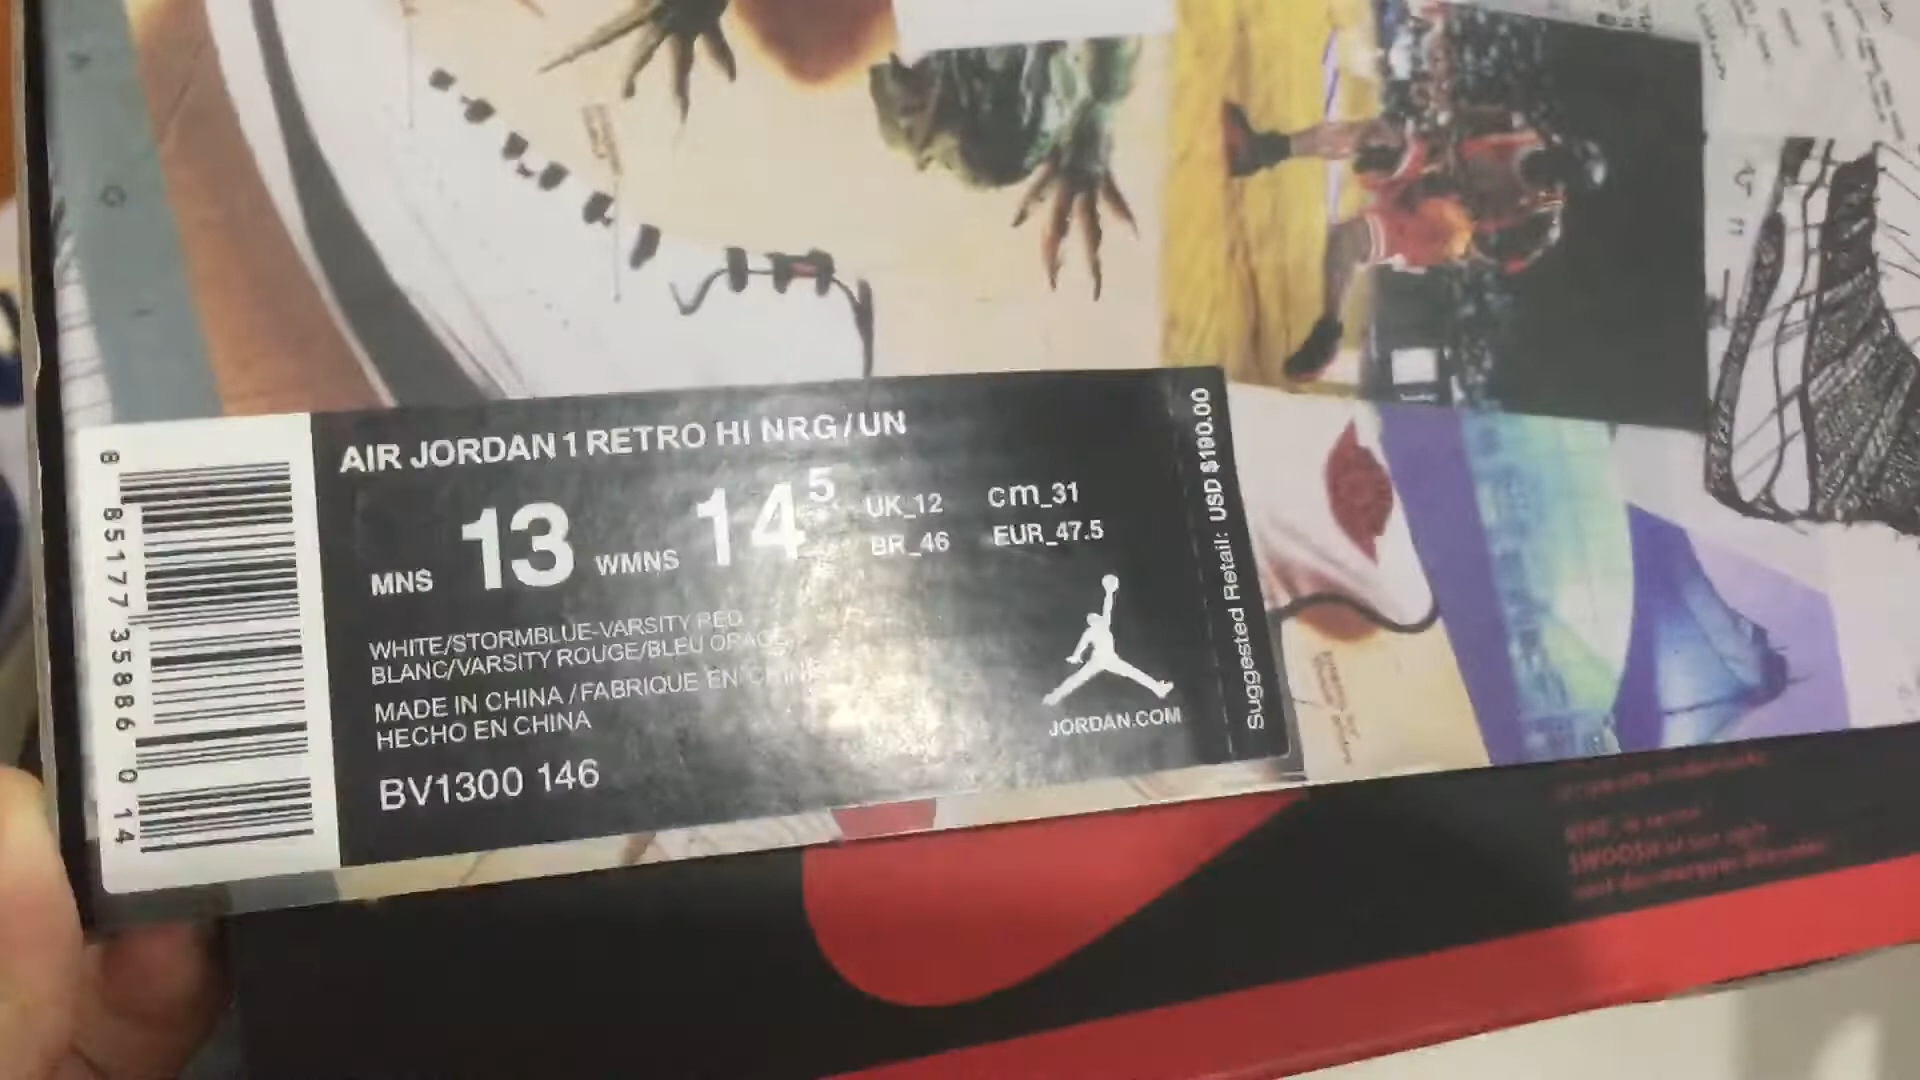 AIR JORDAN 1 RETRO HI NRG/UN
MNS 13 WMNS 14 5 UK_12 cm_31
BR_46 EUR_47.5
WHITE/STORMBLUE-VARSITY RED
BLANC/VARSITY ROUGE/BLEU ORAGE
MADE IN CHINA / FABRIQUE EN CHINE
HECHO EN CHINA
BV1300 146
JORDAN.COM
Suggested Retail: USD $190.00
8 85177 35886 0 14
SWOOSH